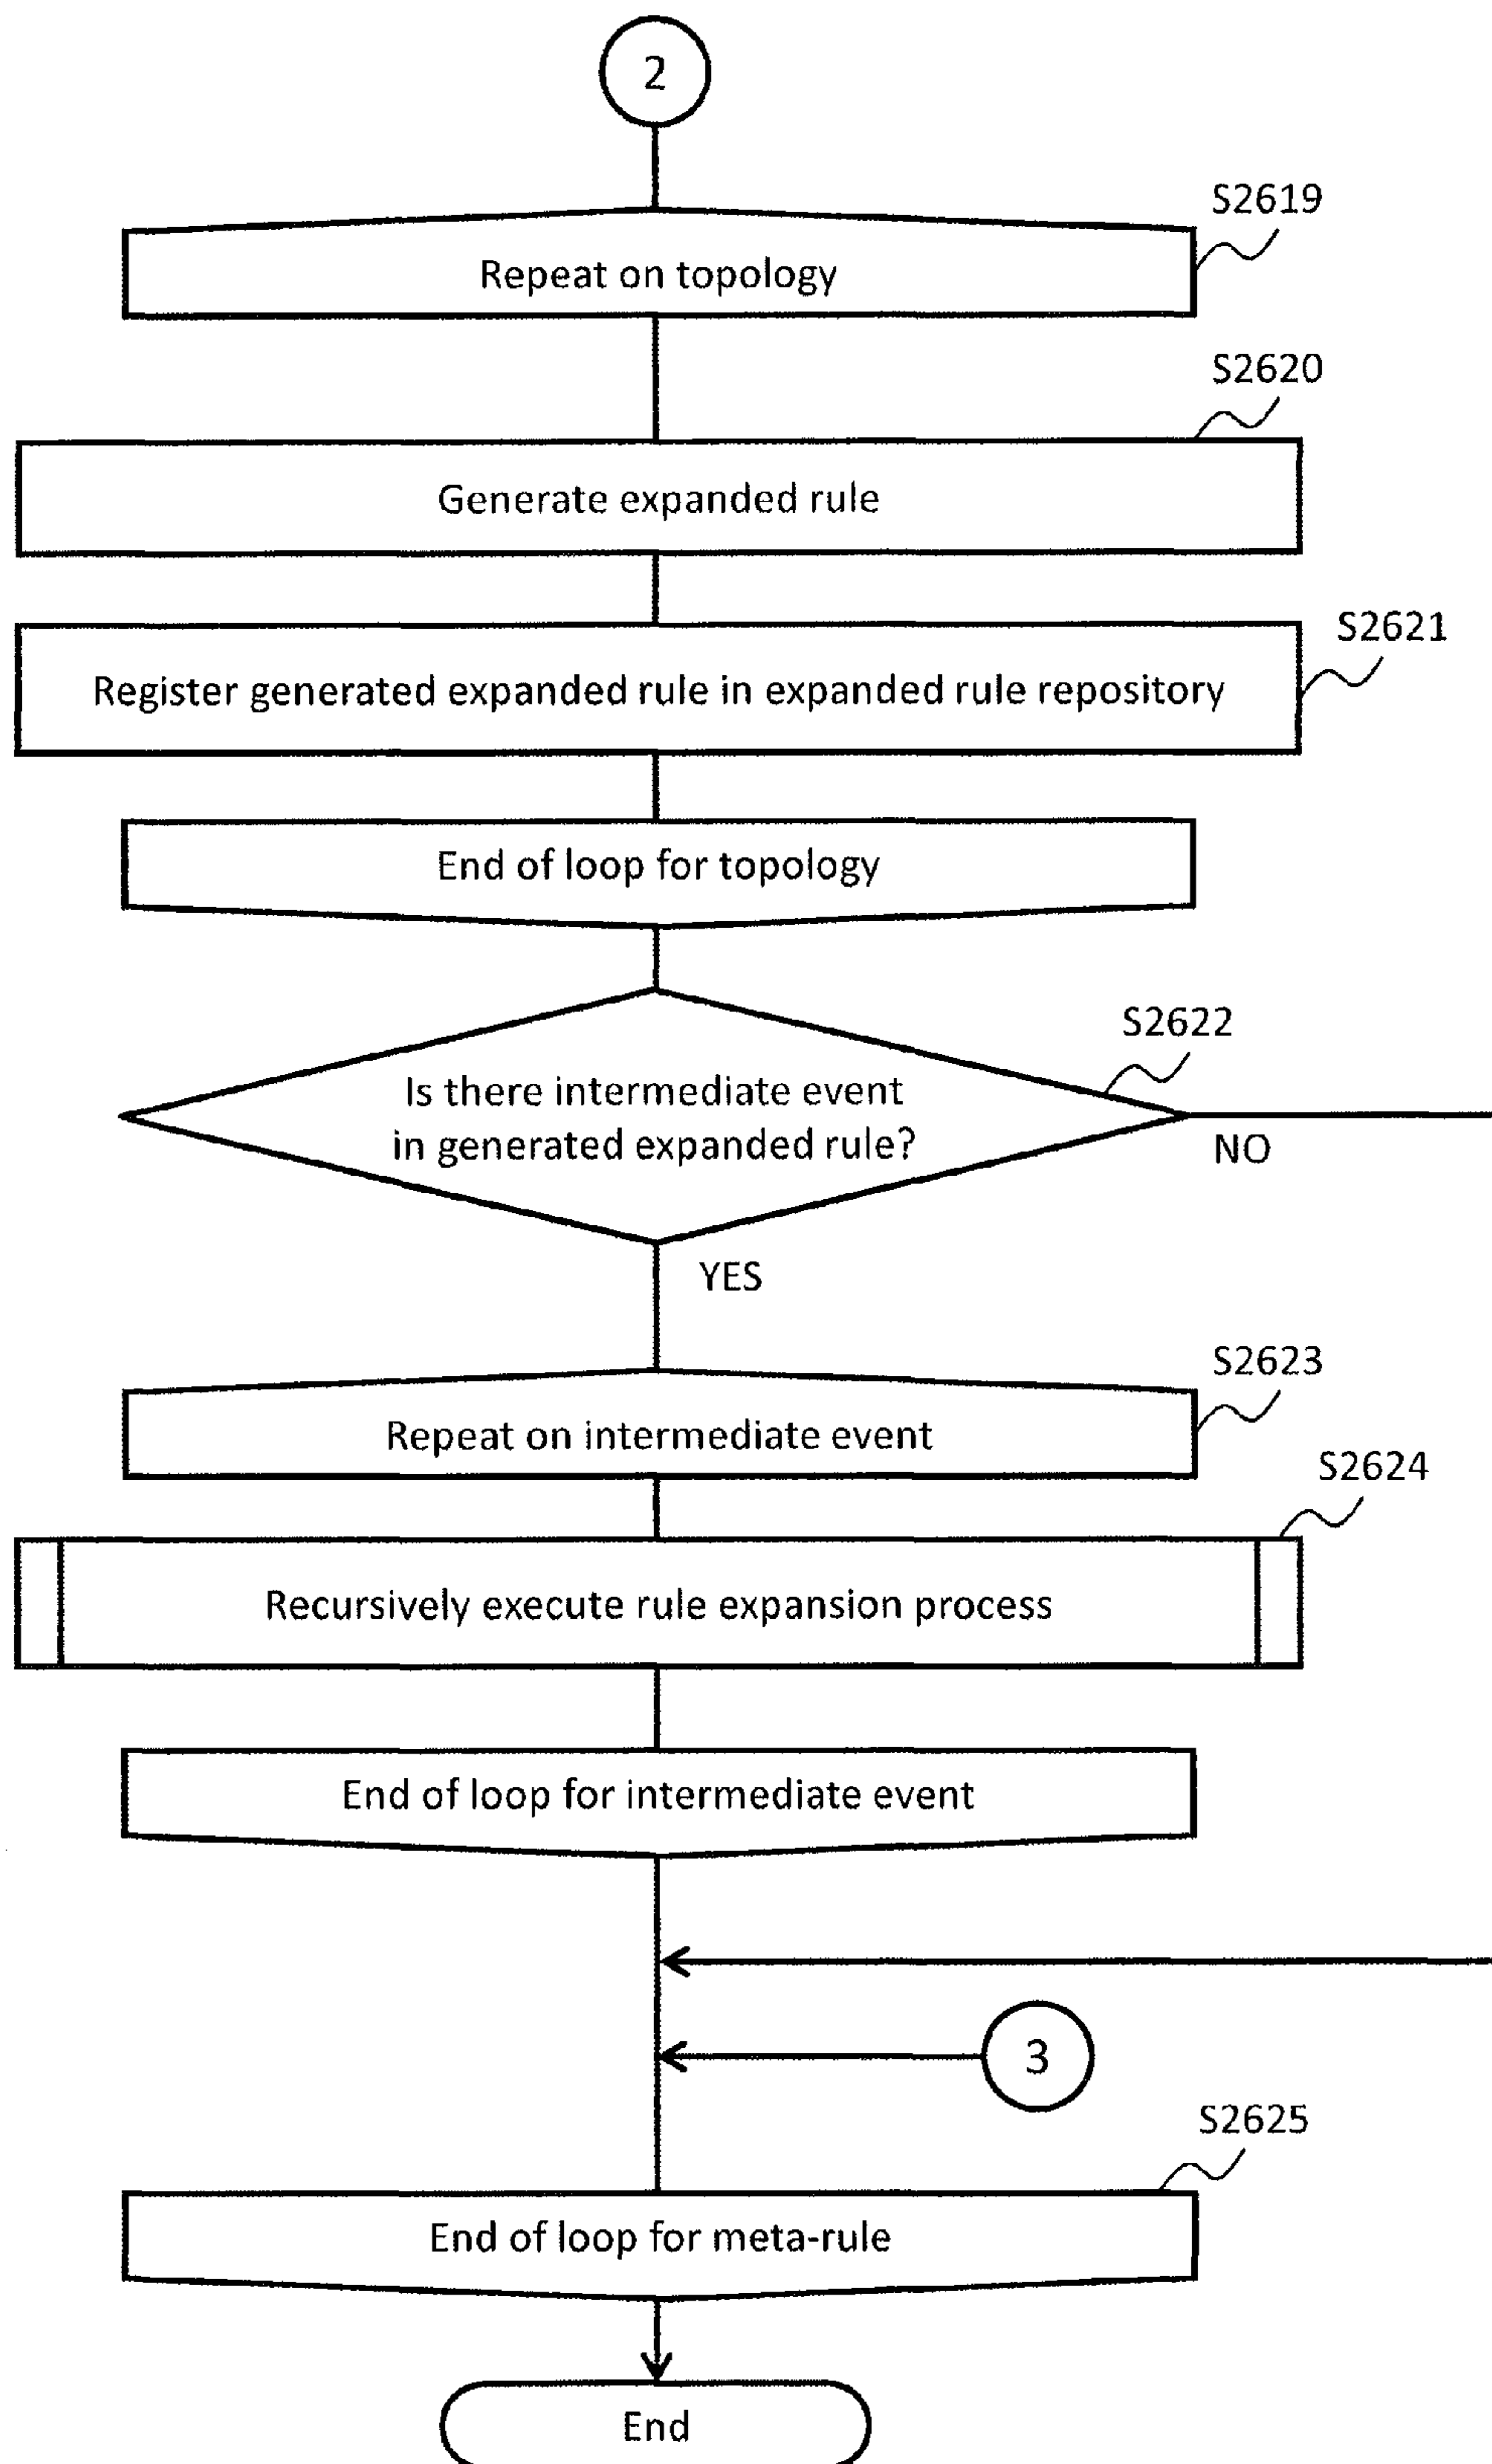 2
S2619
Repeat on topology
S2620
Generate expanded rule
S2621
Register generated expanded rule in expanded rule repository
End of loop for topology
S2622
Is there intermediate event
in generated expanded rule?
NO
YES
S2623
Repeat on intermediate event
S2624
Recursively execute rule expansion process
End of loop for intermediate event
3
S2625
End of loop for meta-rule
End